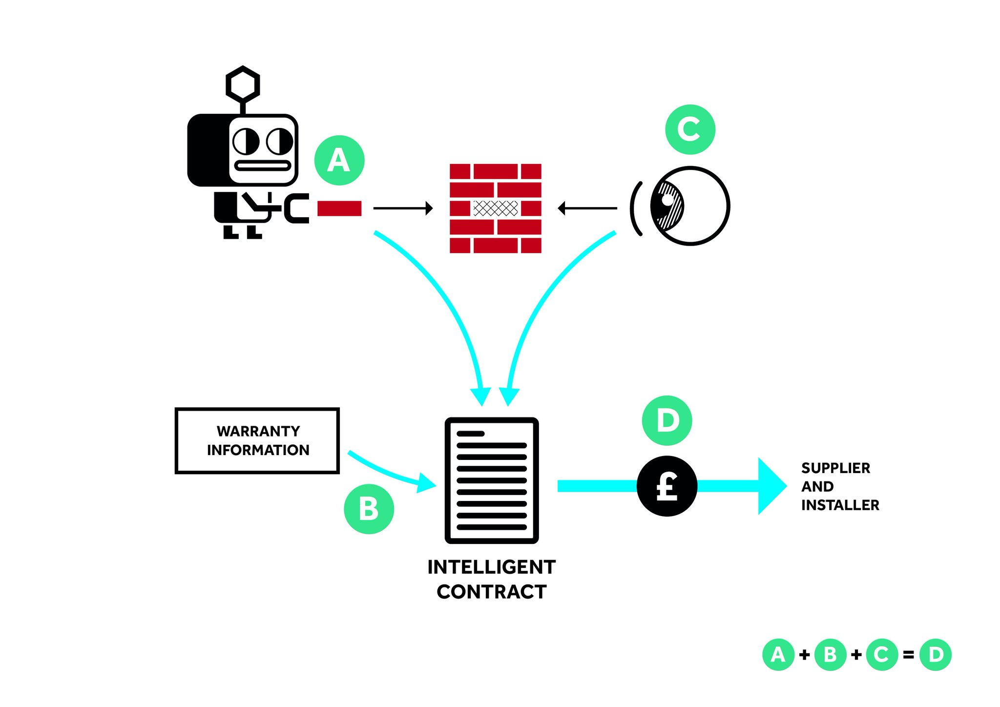 A
C
WARRANTY
INFORMATION
B
D
£
SUPPLIER
AND
INSTALLER
INTELLIGENT
CONTRACT
A + B + C = D